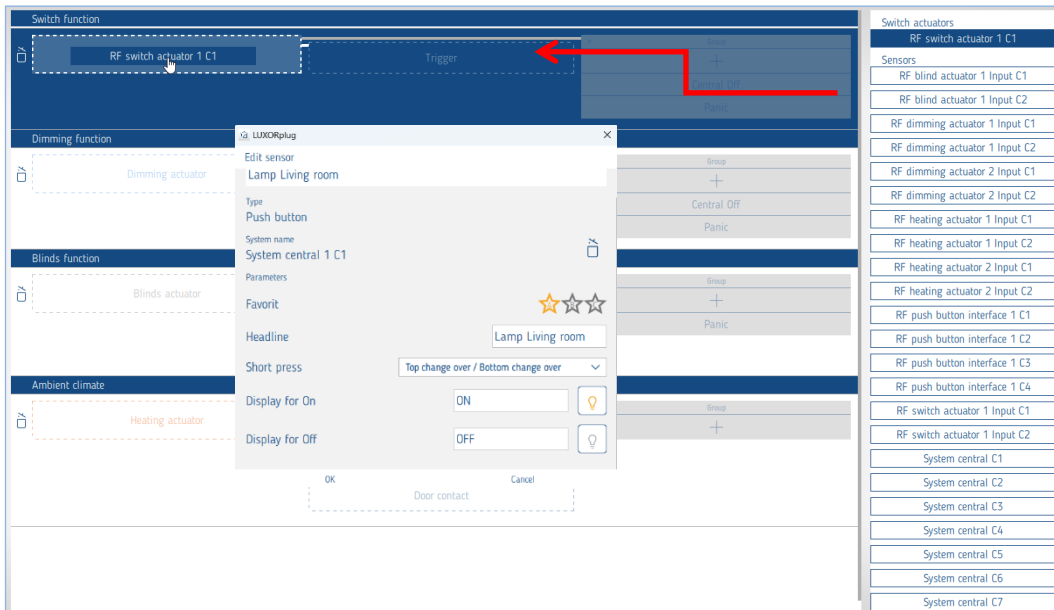 Switch function
RF switch actuator 1 C1
Trigger
Group
Central Off
Panic
Dimming function
Dimming actuator
Group
Central Off
Panic
Blinds function
Blinds actuator
Group
Panic
Ambient climate
Heating actuator
Group
Door contact
LUXORplug
Edit sensor
Lamp Living room
Type
Push button
System name
System central 1 C1
Parameters
Favorit
Headline
Lamp Living room
Short press
Top change over / Bottom change over
Display for On
ON
Display for Off
OFF
OK
Cancel
Switch actuators
RF switch actuator 1 C1
Sensors
RF blind actuator 1 Input C1
RF blind actuator 1 Input C2
RF dimming actuator 1 Input C1
RF dimming actuator 1 Input C2
RF dimming actuator 2 Input C1
RF dimming actuator 2 Input C2
RF heating actuator 1 Input C1
RF heating actuator 1 Input C2
RF heating actuator 2 Input C1
RF heating actuator 2 Input C2
RF push button interface 1 C1
RF push button interface 1 C2
RF push button interface 1 C3
RF push button interface 1 C4
RF switch actuator 1 Input C1
RF switch actuator 1 Input C2
System central C1
System central C2
System central C3
System central C4
System central C5
System central C6
System central C7